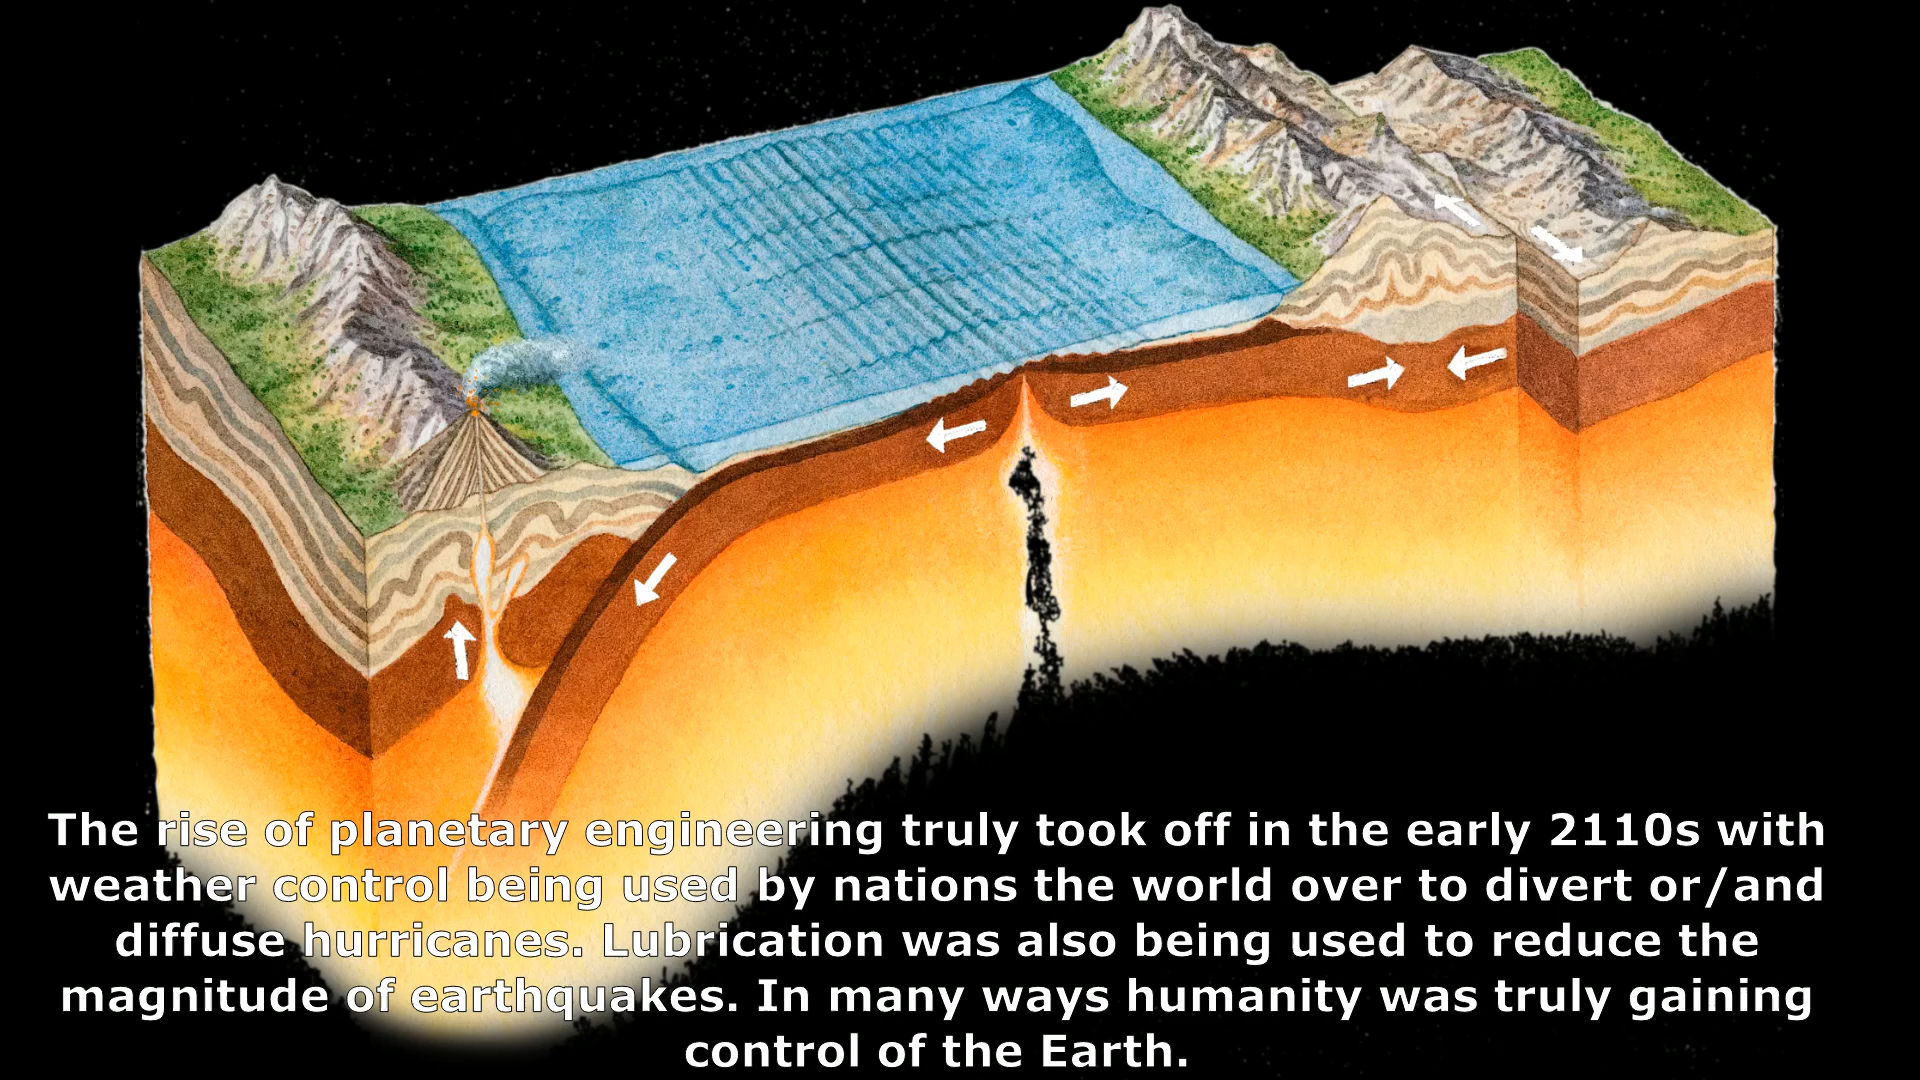 The rise of planetary engineering truly took off in the early 2110s with
weather control being used by nations the world over to divert or/and
diffuse hurricanes. Lubrication was also being used to reduce the
magnitude of earthquakes. In many ways humanity was truly gaining
control of the Earth.